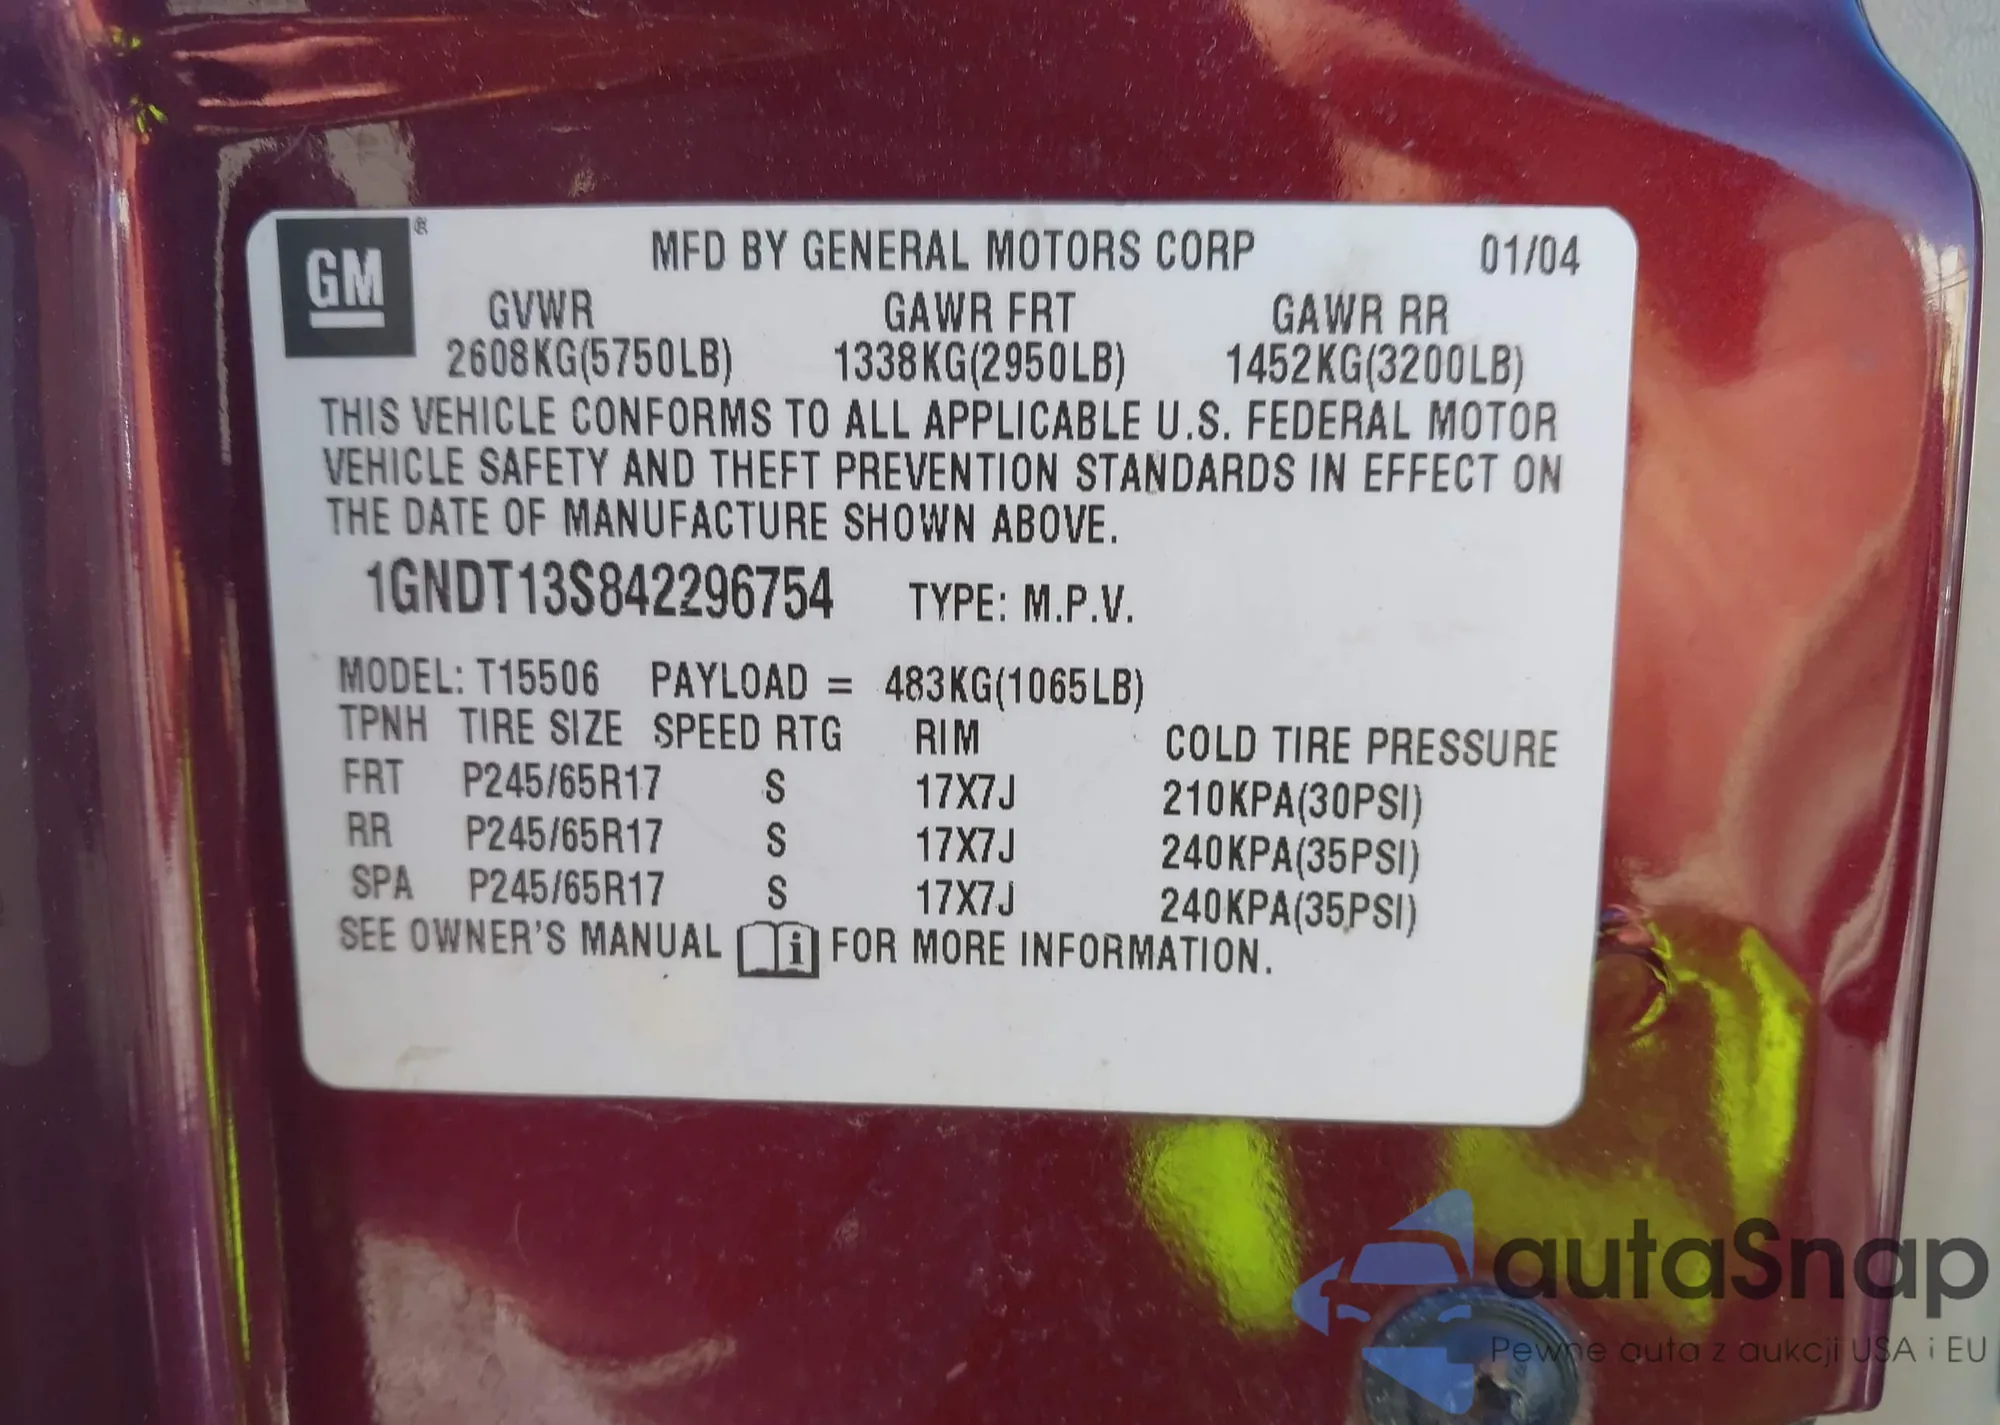 GM ® MFD BY GENERAL MOTORS CORP 01/04
GVWR GAWR FRT GAWR RR
2608KG(5750LB) 1338KG(2950LB) 1452KG(3200LB)
THIS VEHICLE CONFORMS TO ALL APPLICABLE U.S. FEDERAL MOTOR
VEHICLE SAFETY AND THEFT PREVENTION STANDARDS IN EFFECT ON
THE DATE OF MANUFACTURE SHOWN ABOVE.
1GNDT13S842296754 TYPE: M.P.V.
MODEL: T15506 PAYLOAD = 483KG(1065LB)
TPNH TIRE SIZE SPEED RTG RIM COLD TIRE PRESSURE
FRT P245/65R17 S 17X7J 210KPA(30PSI)
RR P245/65R17 S 17X7J 240KPA(35PSI)
SPA P245/65R17 S 17X7J 240KPA(35PSI)
SEE OWNER'S MANUAL i FOR MORE INFORMATION.
autaSnap
Pewne auta z aukcji USA i EU